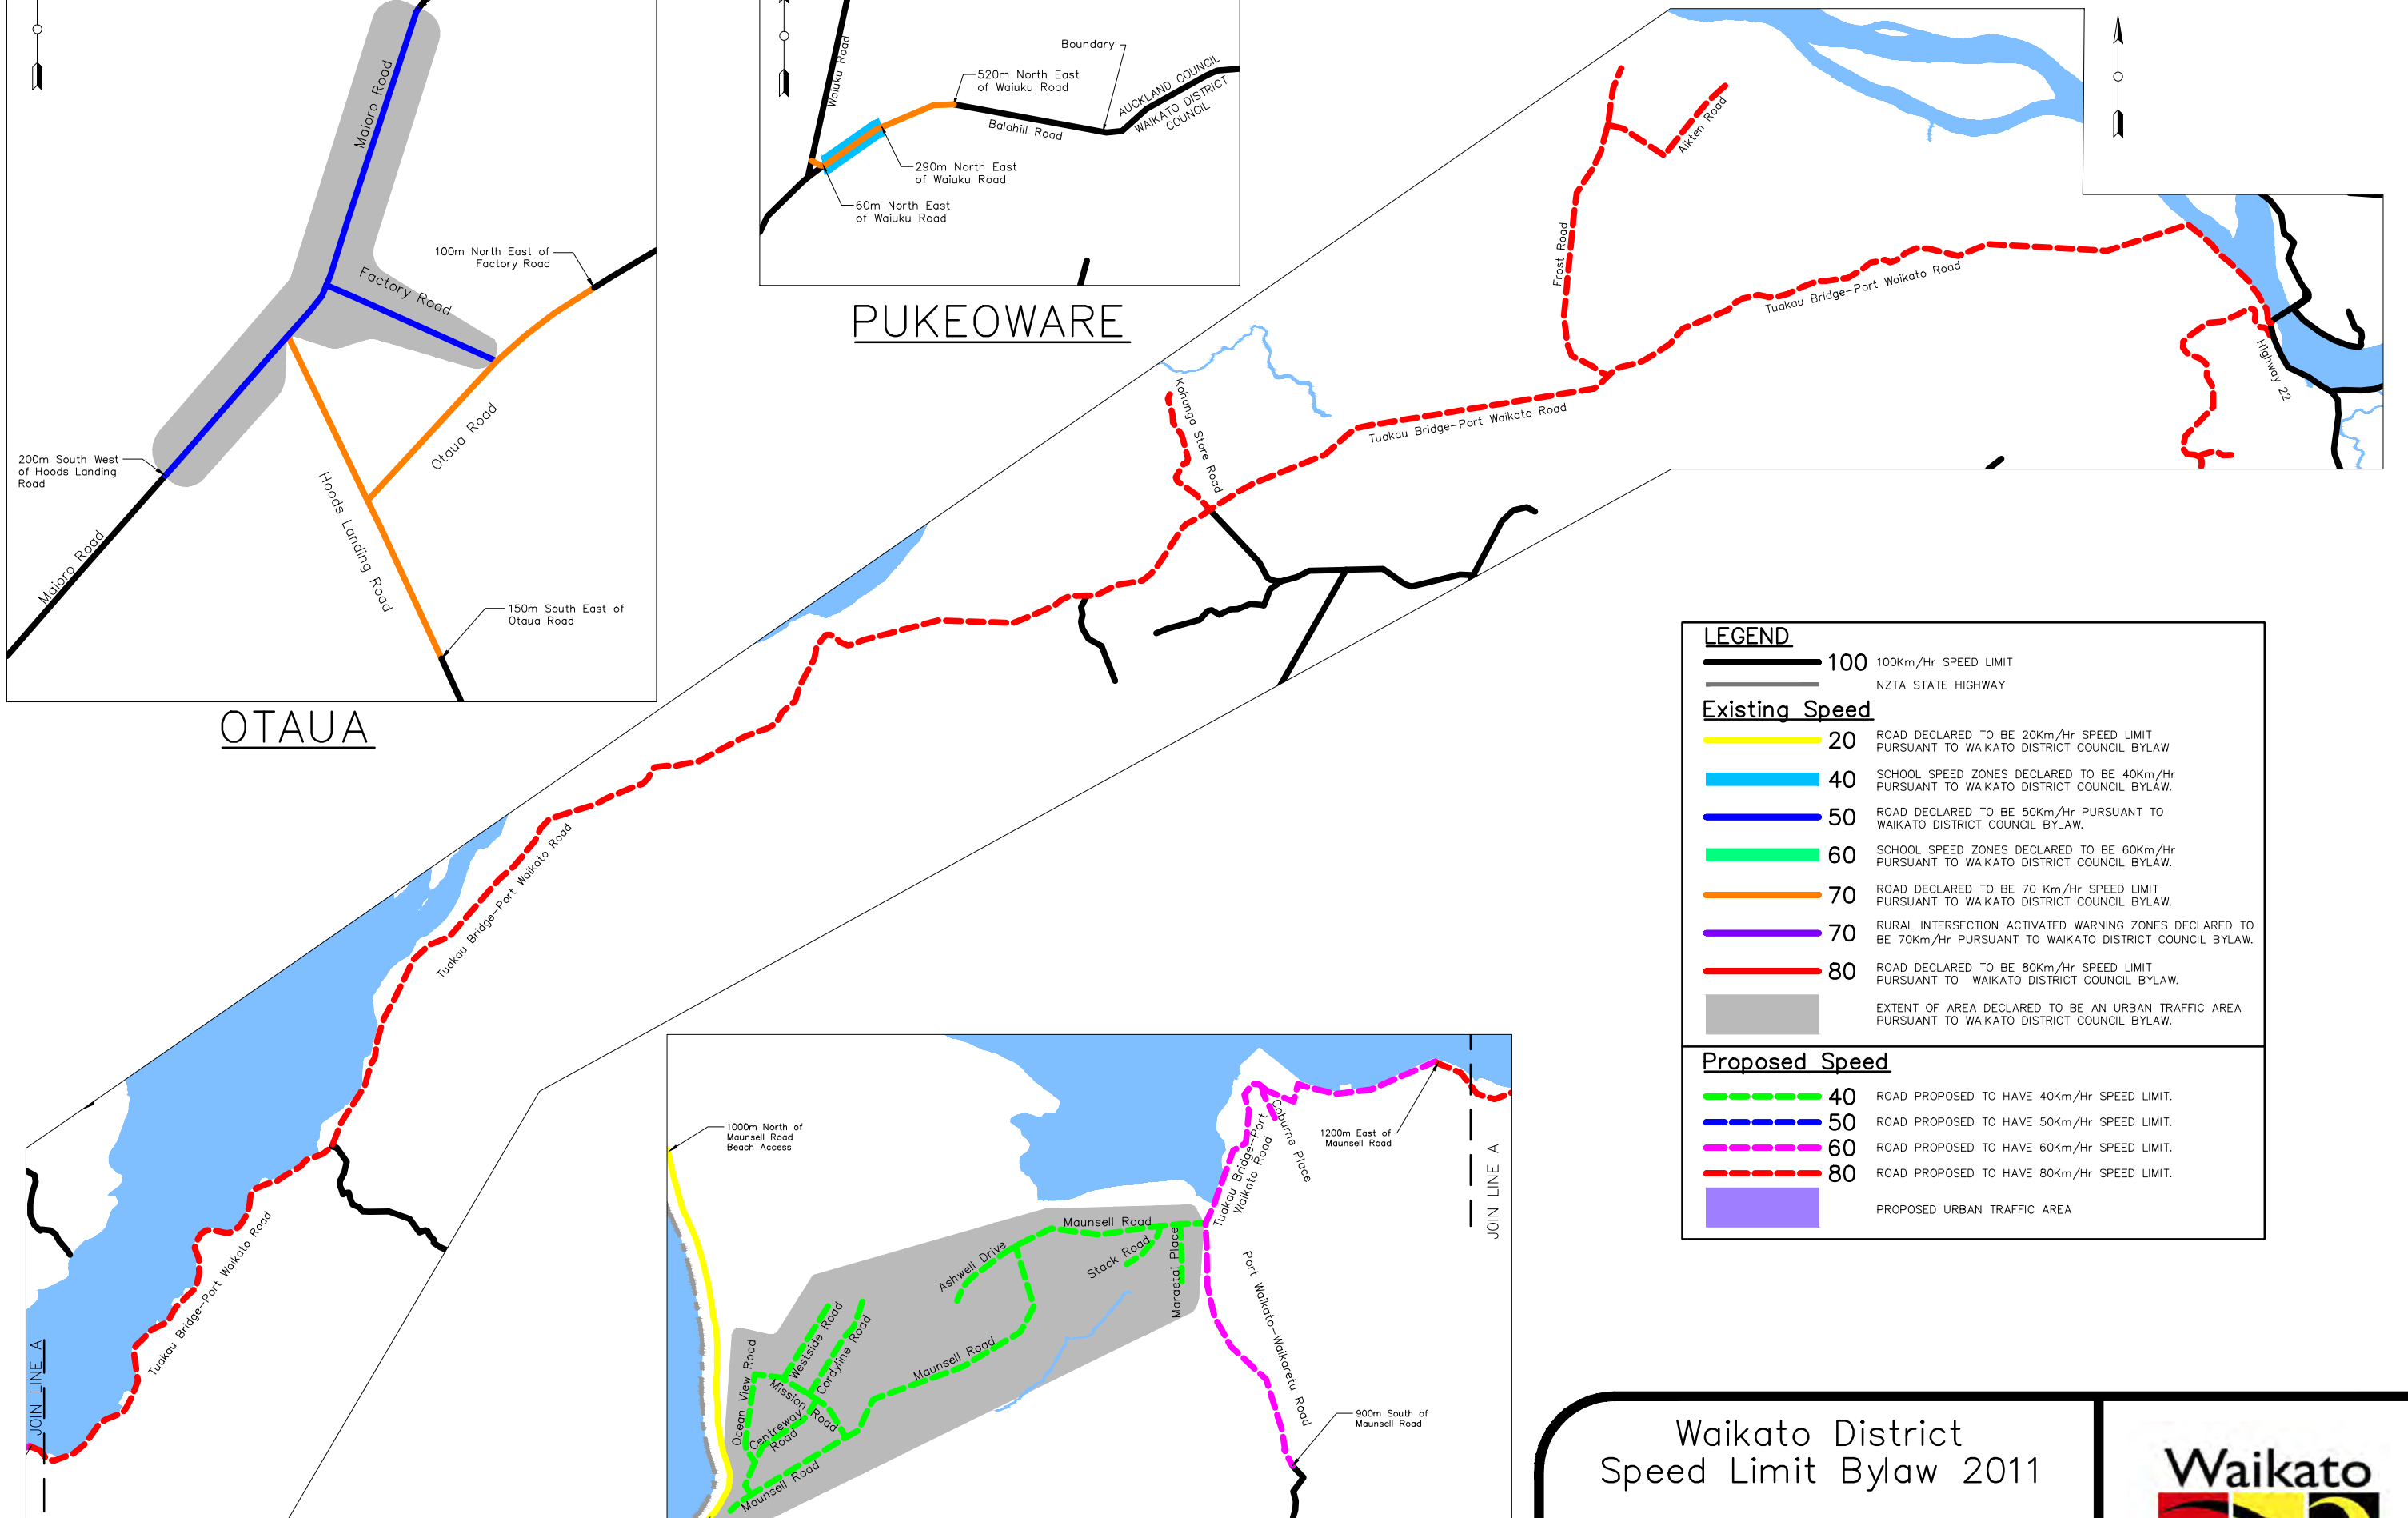 Maioro Road
Factory Road
100m North East of
Factory Road
Otaua Road
200m South West
of Hoods Landing
Road
Hoods Landing Road
Maioro Road
150m South East of
Otaua Road
OTAUA
Waiuku Road
Boundary
520m North East
of Waiuku Road
AUCKLAND COUNCIL
WAIKATO DISTRICT
COUNCIL
Baldhill Road
290m North East
of Waiuku Road
60m North East
of Waiuku Road
PUKEOWARE
Aikten Road
Frost Road
Tuakau Bridge-Port Waikato Road
Highway 22
Kohanga Store Road
Tuakau Bridge-Port Waikato Road
Tuakau Bridge-Port Waikato Road
Tuakau Bridge-Port Waikato Road
JOIN LINE A
LEGEND
100 100Km/Hr SPEED LIMIT
NZTA STATE HIGHWAY
Existing Speed
20 ROAD DECLARED TO BE 20Km/Hr SPEED LIMIT
PURSUANT TO WAIKATO DISTRICT COUNCIL BYLAW
40 SCHOOL SPEED ZONES DECLARED TO BE 40Km/Hr
PURSUANT TO WAIKATO DISTRICT COUNCIL BYLAW.
50 ROAD DECLARED TO BE 50Km/Hr PURSUANT TO
WAIKATO DISTRICT COUNCIL BYLAW.
60 SCHOOL SPEED ZONES DECLARED TO BE 60Km/Hr
PURSUANT TO WAIKATO DISTRICT COUNCIL BYLAW.
70 ROAD DECLARED TO BE 70 Km/Hr SPEED LIMIT
PURSUANT TO WAIKATO DISTRICT COUNCIL BYLAW.
70 RURAL INTERSECTION ACTIVATED WARNING ZONES DECLARED TO
BE 70Km/Hr PURSUANT TO WAIKATO DISTRICT COUNCIL BYLAW.
80 ROAD DECLARED TO BE 80Km/Hr SPEED LIMIT
PURSUANT TO WAIKATO DISTRICT COUNCIL BYLAW.
EXTENT OF AREA DECLARED TO BE AN URBAN TRAFFIC AREA
PURSUANT TO WAIKATO DISTRICT COUNCIL BYLAW.
Proposed Speed
40 ROAD PROPOSED TO HAVE 40Km/Hr SPEED LIMIT.
50 ROAD PROPOSED TO HAVE 50Km/Hr SPEED LIMIT.
60 ROAD PROPOSED TO HAVE 60Km/Hr SPEED LIMIT.
80 ROAD PROPOSED TO HAVE 80Km/Hr SPEED LIMIT.
PROPOSED URBAN TRAFFIC AREA
1000m North of
Maunsell Road
Beach Access
Coburne Place
Tuakau Bridge-Port
Waikato Road
1200m East of
Maunsell Road
JOIN LINE A
Maunsell Road
Stack Road
Maraetai Place
Ashwell Drive
Port Waikato-Waikaretu Road
Westside Road
Cordyline Road
Ocean View Road
Mission Road
Centreway
Road
Maunsell Road
Maunsell Road
900m South of
Maunsell Road
Waikato District
Speed Limit Bylaw 2011
Waikato